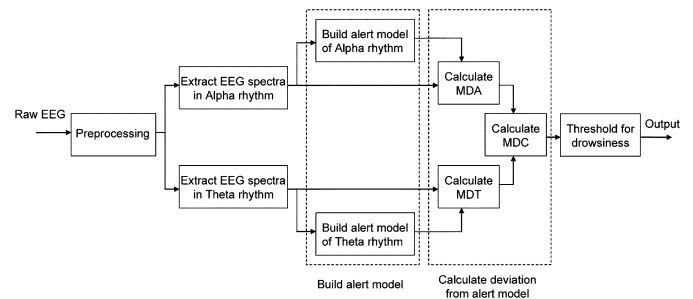 Raw EEG
Preprocessing
Extract EEG spectra
in Alpha rhythm
Extract EEG spectra
in Theta rhythm
Build alert model
of Alpha rhythm
Build alert model
of Theta rhythm
Build alert model
Calculate
MDA
Calculate
MDC
Calculate
MDT
Calculate deviation
from alert model
Threshold for
drowsiness
Output